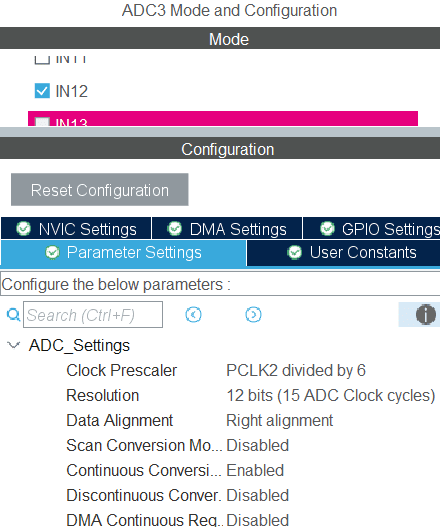 ADC3 Mode and Configuration
Mode
IN11
IN12
IN13
Configuration
Reset Configuration
NVIC Settings DMA Settings GPIO Settings
Parameter Settings User Constants
Configure the below parameters :
Search (Ctrl+F)
ADC_Settings
Clock Prescaler PCLK2 divided by 6
Resolution 12 bits (15 ADC Clock cycles)
Data Alignment Right alignment
Scan Conversion Mo... Disabled
Continuous Conversi... Enabled
Discontinuous Conver... Disabled
DMA Continuous Req... Disabled